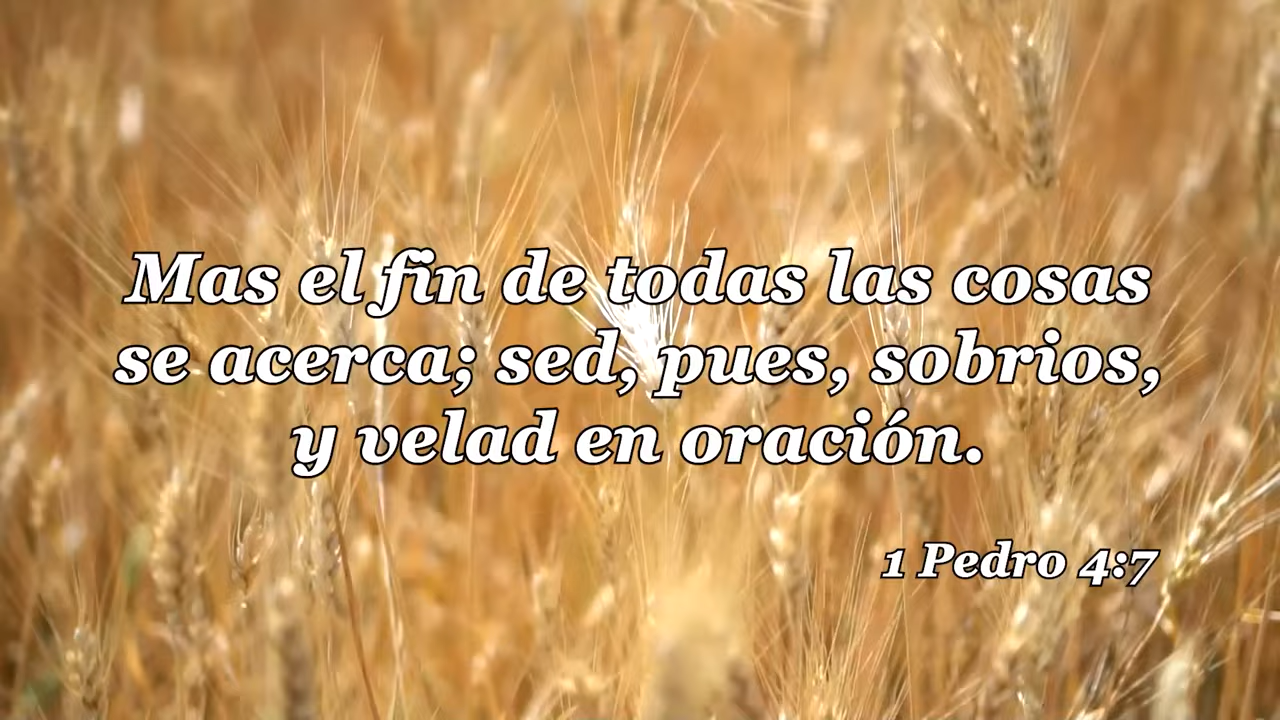 Mas el fin de todas las cosas
se acerca; sed, pues, sobrios,
y velad en oración.
1 Pedro 4:7